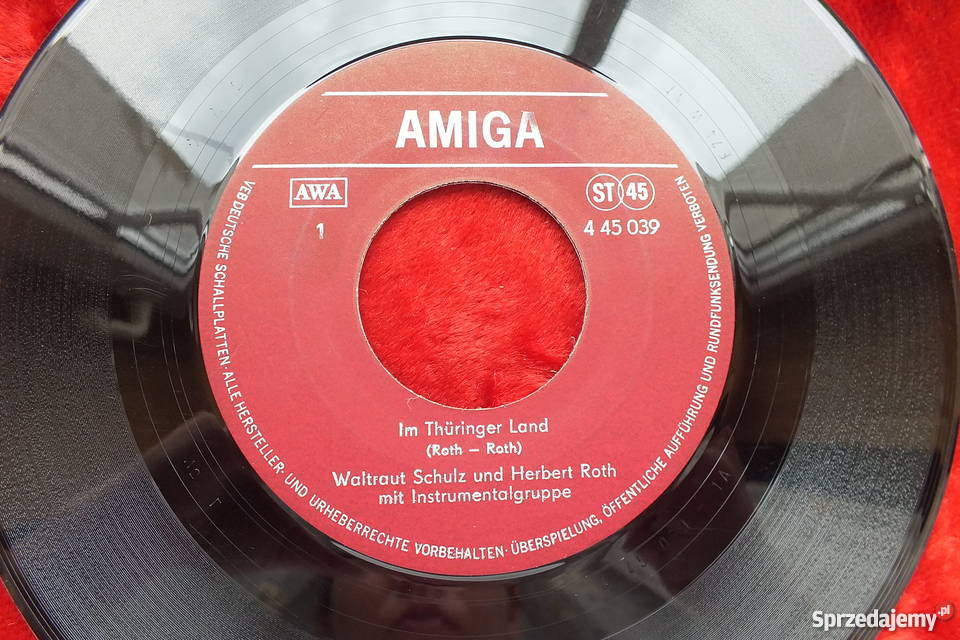 AMIGA
AWA
ST 45
1
4 45 039
Im Thüringer Land
(Roth – Roth)
Waltraut Schulz und Herbert Roth
mit Instrumentalgruppe
VEB DEUTSCHE SCHALLPLATTEN · ALLE HERSTELLER- UND URHEBERRECHTE VORBEHALTEN · ÜBERSPIELUNG, ÖFFENTLICHE AUFFÜHRUNG UND RUNDFUNKSENDUNG VERBOTEN
Sprzedajemy.pl